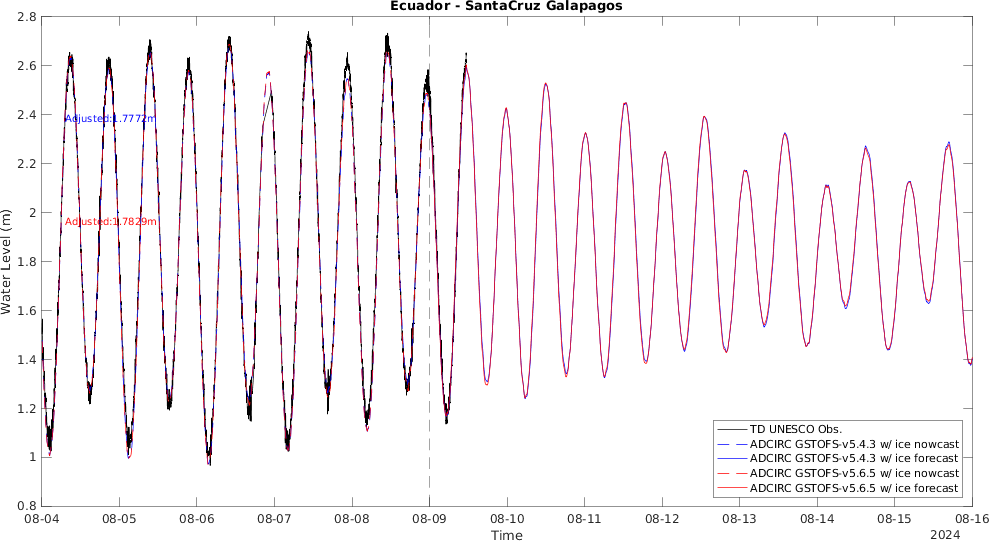 Ecuador - SantaCruz Galapagos
Water Level (m)
2.8
2.6
2.4
2.2
2
1.8
1.6
1.4
1.2
1
0.8
Adjusted:1.7772m
Adjusted:1.7829m
TD UNESCO Obs.
ADCIRC GSTOFS-v5.4.3 w/ ice nowcast
ADCIRC GSTOFS-v5.4.3 w/ ice forecast
ADCIRC GSTOFS-v5.6.5 w/ ice nowcast
ADCIRC GSTOFS-v5.6.5 w/ ice forecast
08-04 08-05 08-06 08-07 08-08 08-09 08-10 08-11 08-12 08-13 08-14 08-15 08-16
Time
2024